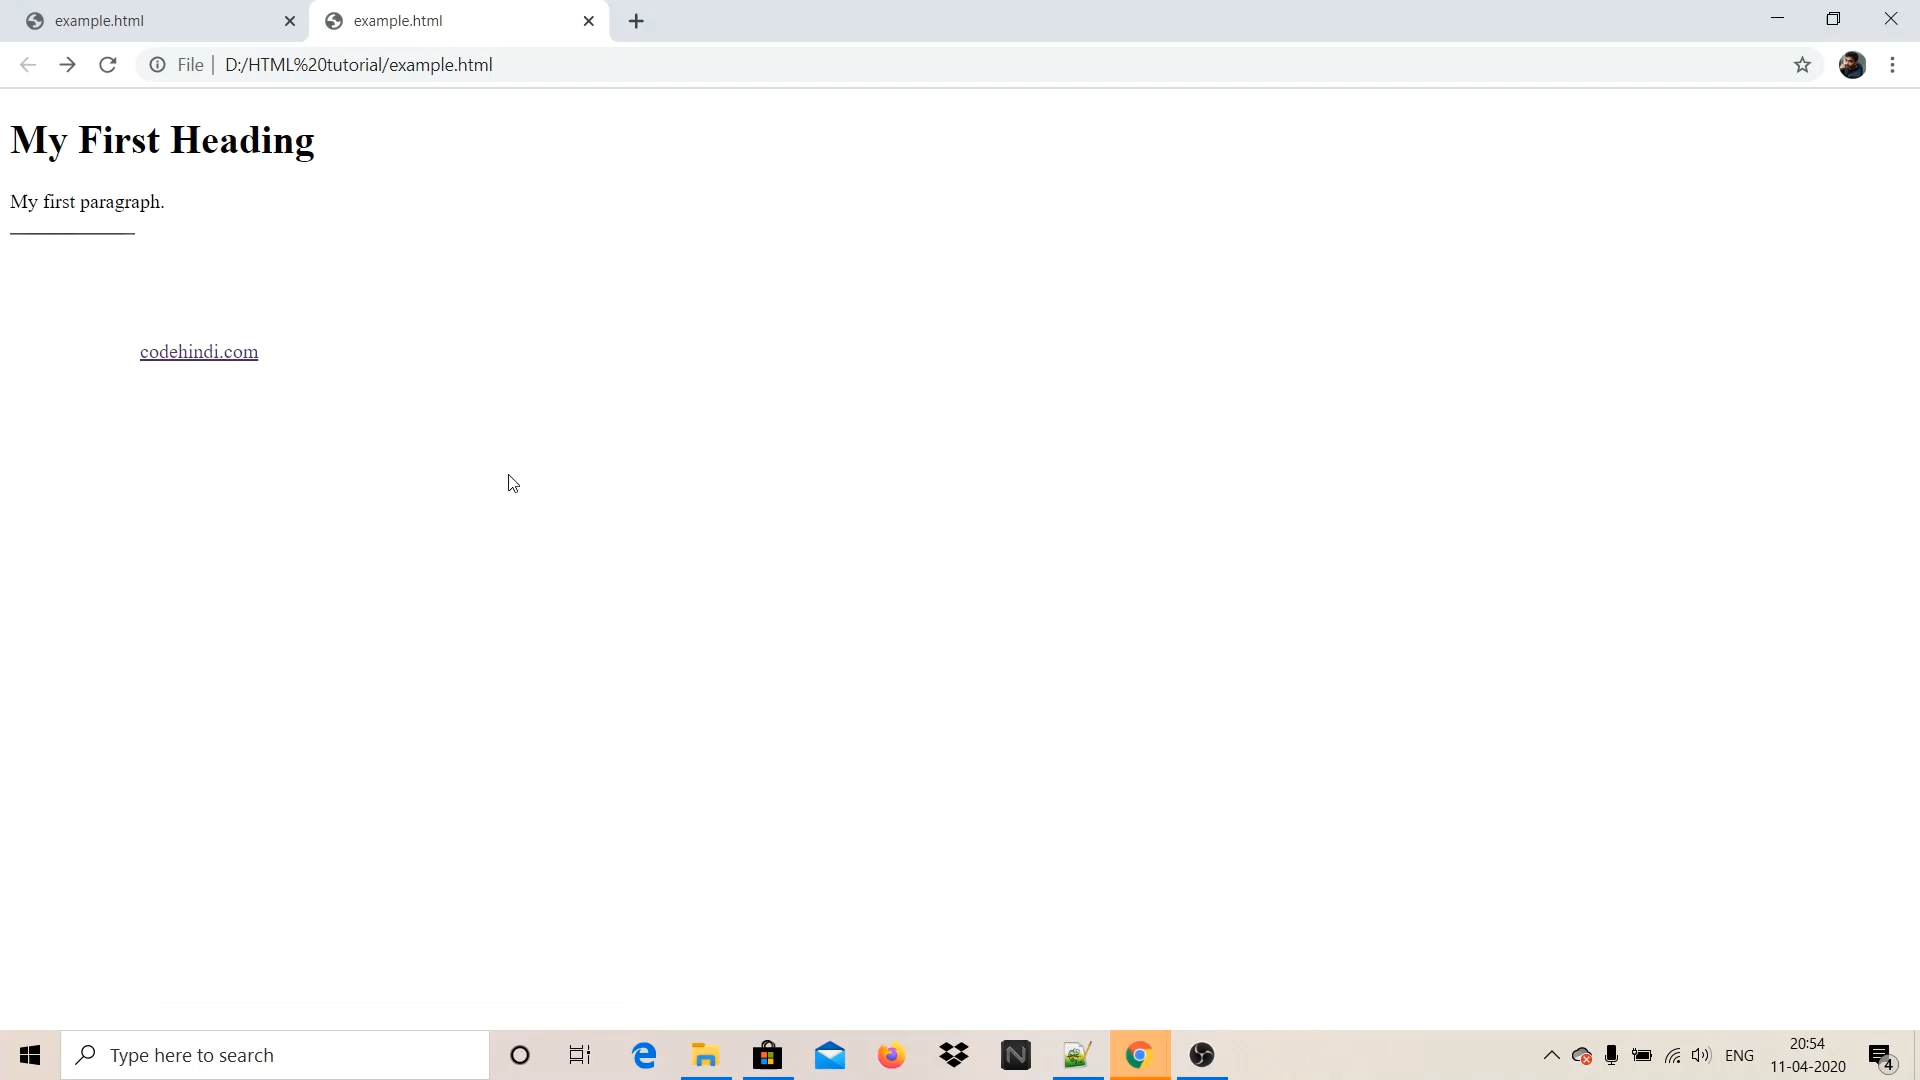 example.html
example.html
File | D:/HTML%20tutorial/example.html
My First Heading
My first paragraph.
codehindi.com
Type here to search
ENG
20:54
11-04-2020
4